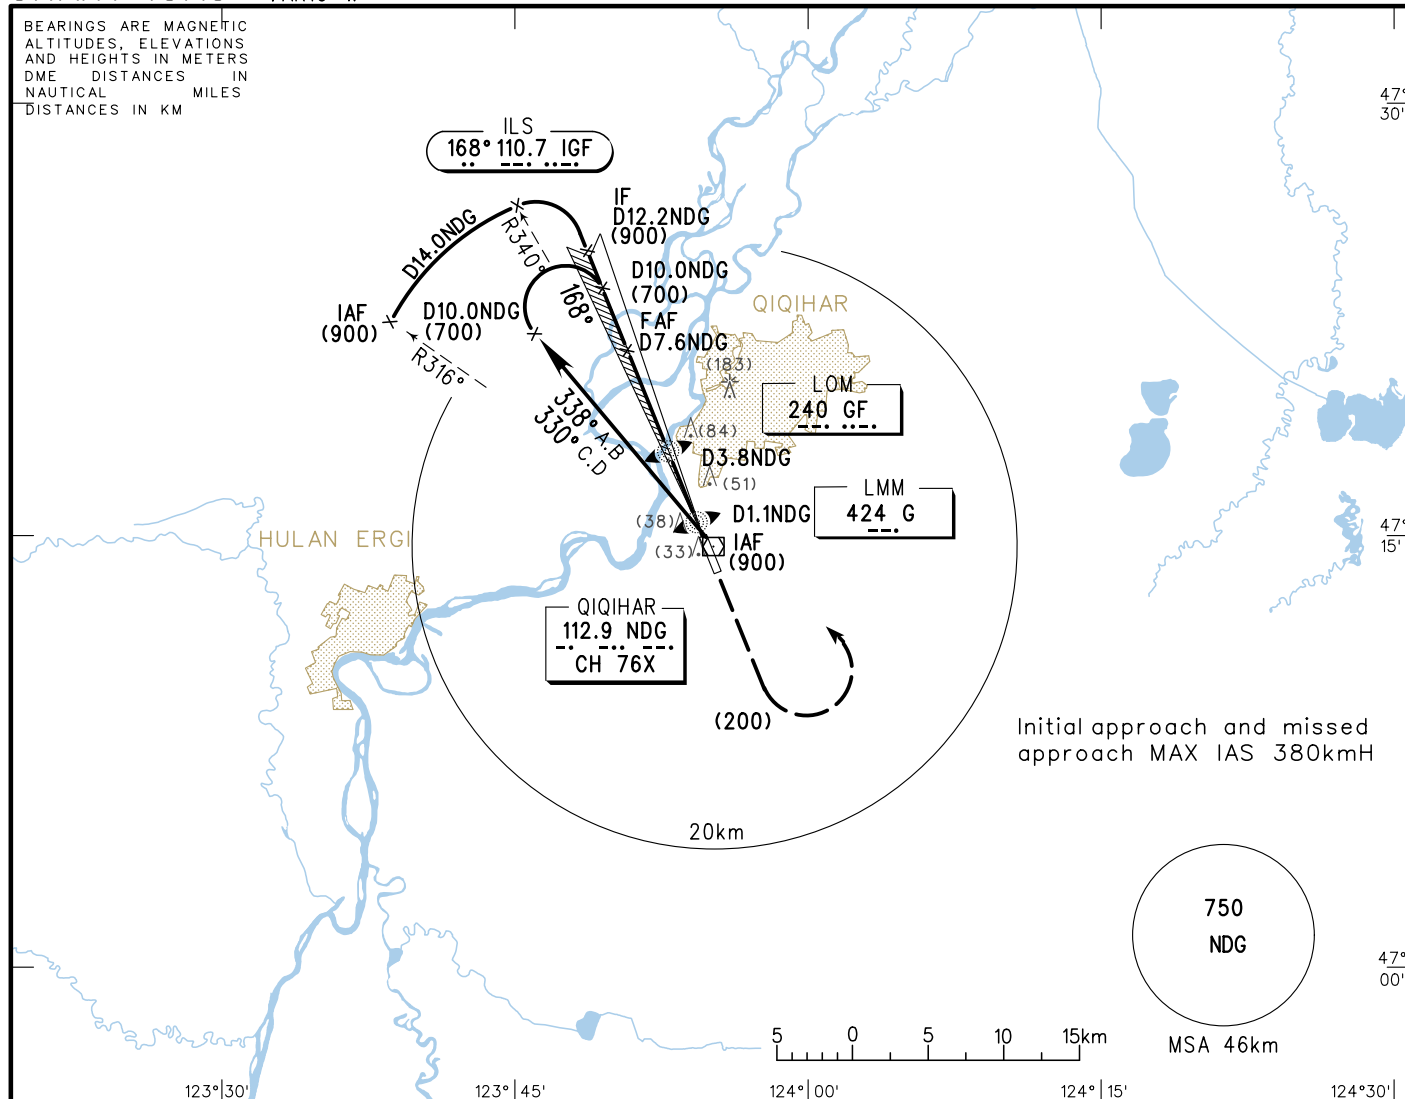 BEARINGS ARE MAGNETIC
ALTITUDES, ELEVATIONS
AND HEIGHTS IN METERS
DME DISTANCES IN
NAUTICAL MILES
DISTANCES IN KM
47°
30'
ILS
168° 110.7 IGF
IF
D12.2NDG
(900)
D14.0NDG
R340°
D10.0NDG
(700)
168°
IAF
(900)
D10.0NDG
(700)
R316°
FAF
D7.6NDG
QIQIHAR
(183)
LOM
240 GF
338° A.B
330° C.D
(84)
D3.8NDG
(51)
LMM
424 G
(38)
D1.1NDG
HULAN ERGI
(33)
IAF
(900)
47°
15'
QIQIHAR
112.9 NDG
CH 76X
(200)
Initial approach and missed
approach MAX IAS 380kmH
20km
750
NDG
MSA 46km
47°
00'
5 0 5 10 15km
123°30' 123°45' 124°00' 124°15' 124°30'